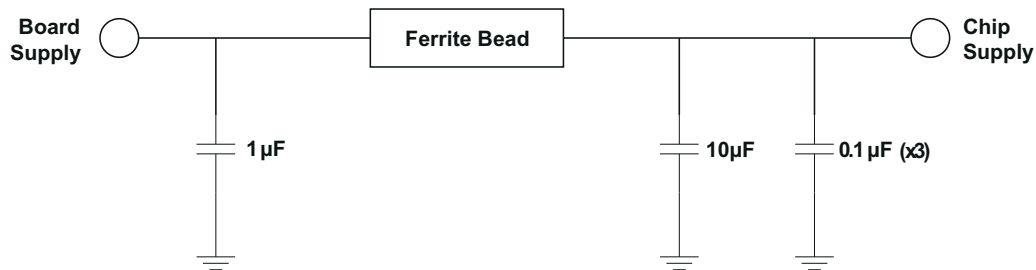 Board
Supply
Ferrite Bead
Chip
Supply
1 µF
10µF
0.1 µF (x3)